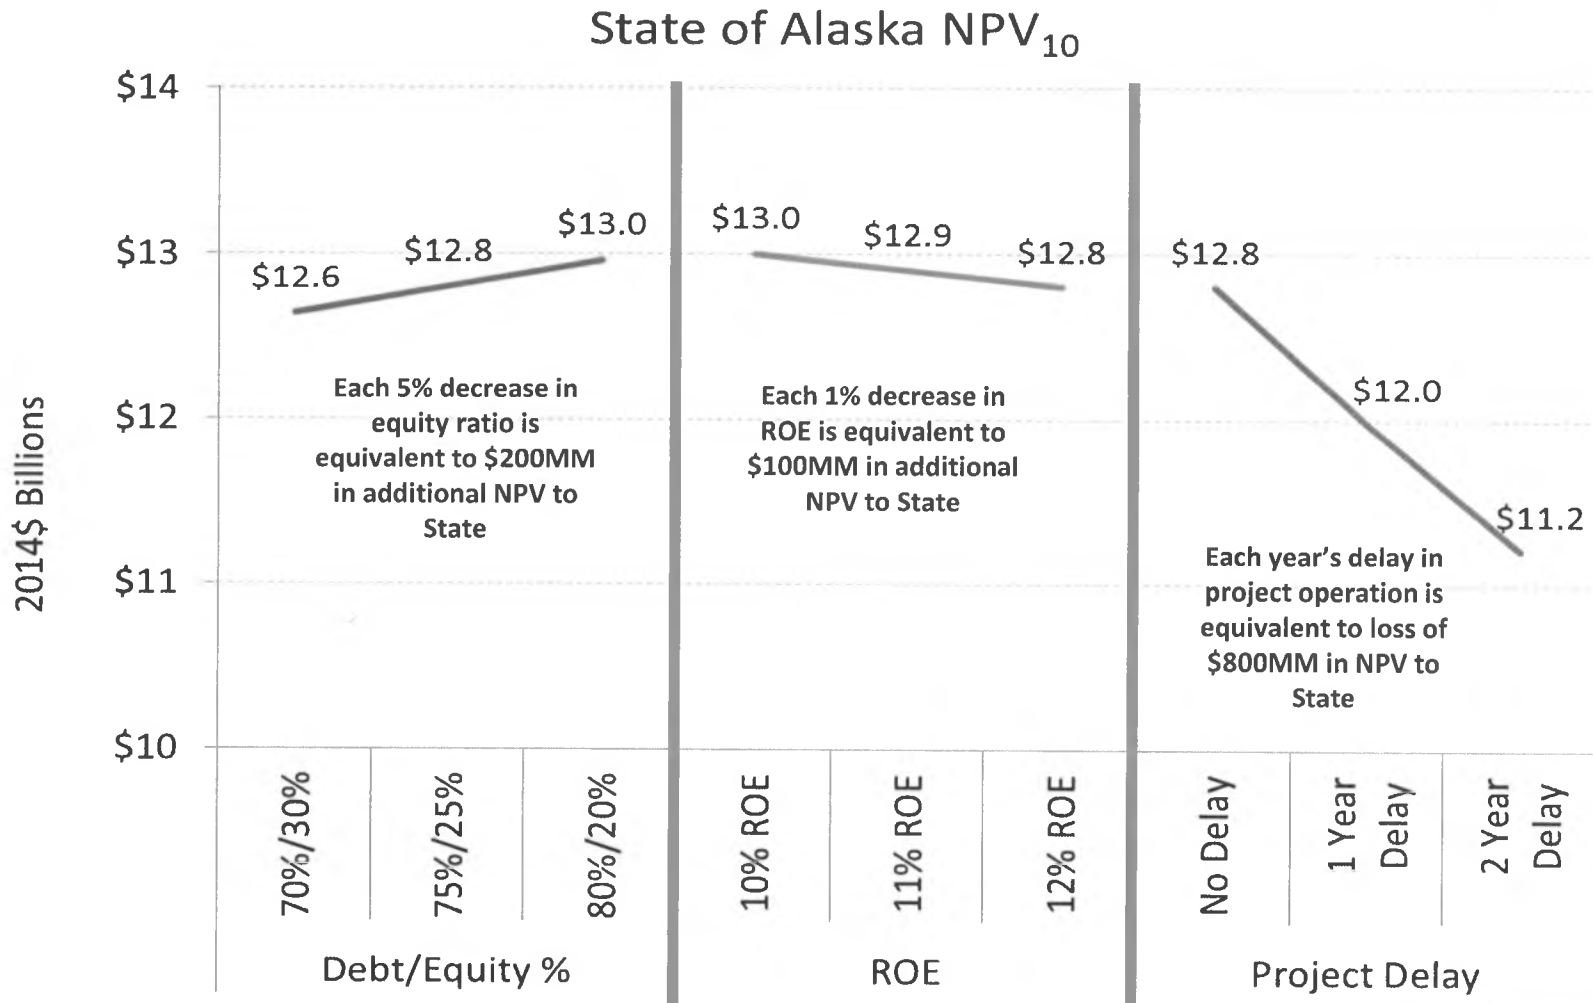 State of Alaska NPV10
2014$ Billions
$14
$13
$12
$11
$10
$12.6
$12.8
$13.0
Each 5% decrease in
equity ratio is
equivalent to $200MM
in additional NPV to
State
70%/30%
75%/25%
80%/20%
Debt/Equity %
$13.0
$12.9
$12.8
Each 1% decrease in
ROE is equivalent to
$100MM in additional
NPV to State
10% ROE
11% ROE
12% ROE
ROE
$12.8
$12.0
$11.2
Each year’s delay in
project operation is
equivalent to loss of
$800MM in NPV to
State
No Delay
1 Year
Delay
2 Year
Delay
Project Delay